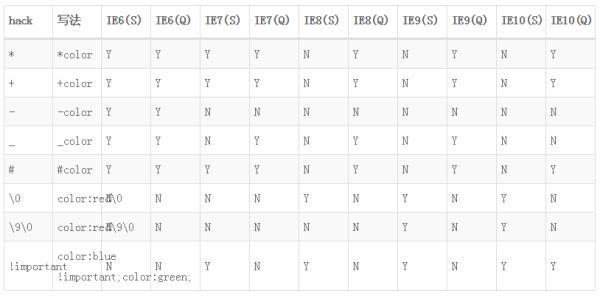 hack 写法 IE6(S) IE6(Q) IE7(S) IE7(Q) IE8(S) IE8(Q) IE9(S) IE9(Q) IE10(S) IE10(Q)
* *color Y Y Y Y N Y N Y N Y
+ +color Y Y Y Y N Y N Y N Y
- -color Y Y N N N N N N N N
_ _color Y Y N Y N Y N Y N N
# #color Y Y Y Y N Y N Y N Y
\0 color:red\0 N N N N Y N Y N Y N
\9\0 color:red\9\0 N N N N N N Y N Y N
!important color:blue !important;color:green; N N Y N Y N Y N Y Y